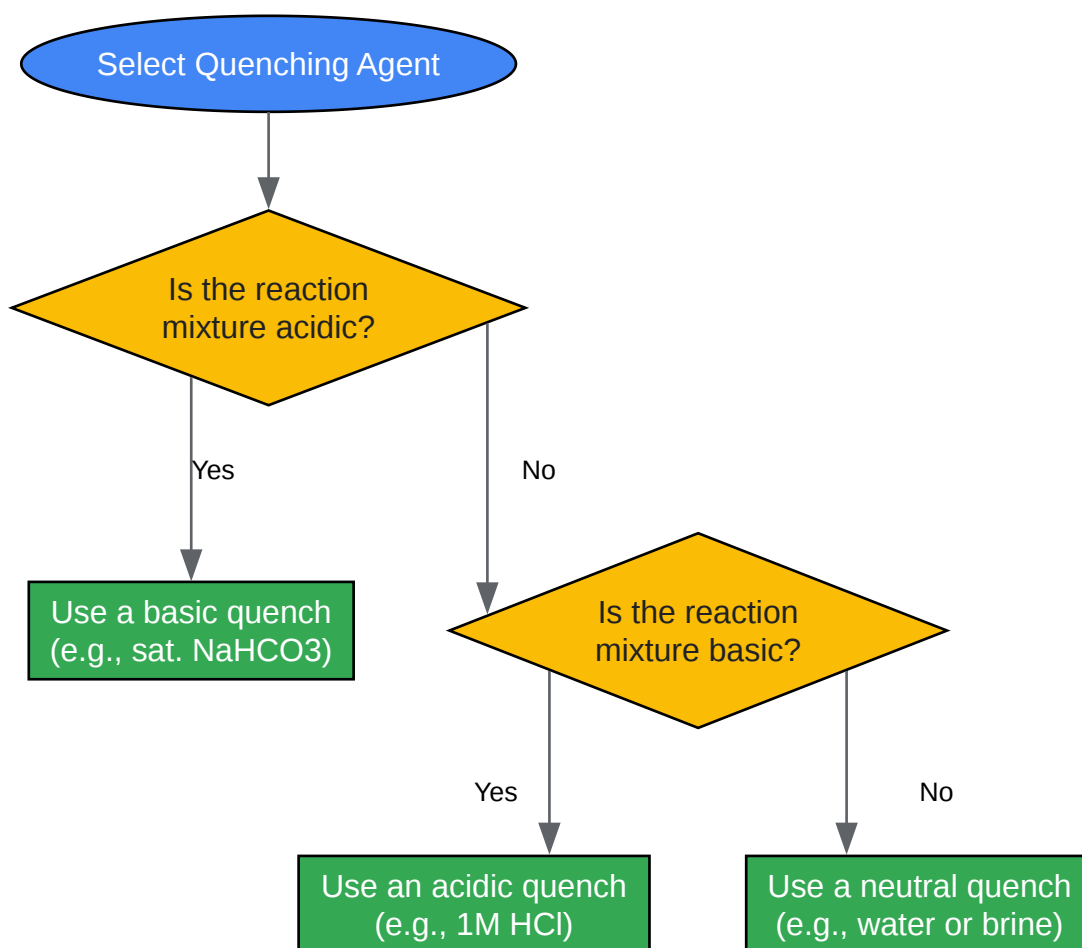 Select Quenching Agent
Is the reaction
mixture acidic?
Yes
No
Use a basic quench
(e.g., sat. NaHCO3)
Is the reaction
mixture basic?
Yes
No
Use an acidic quench
(e.g., 1M HCl)
Use a neutral quench
(e.g., water or brine)